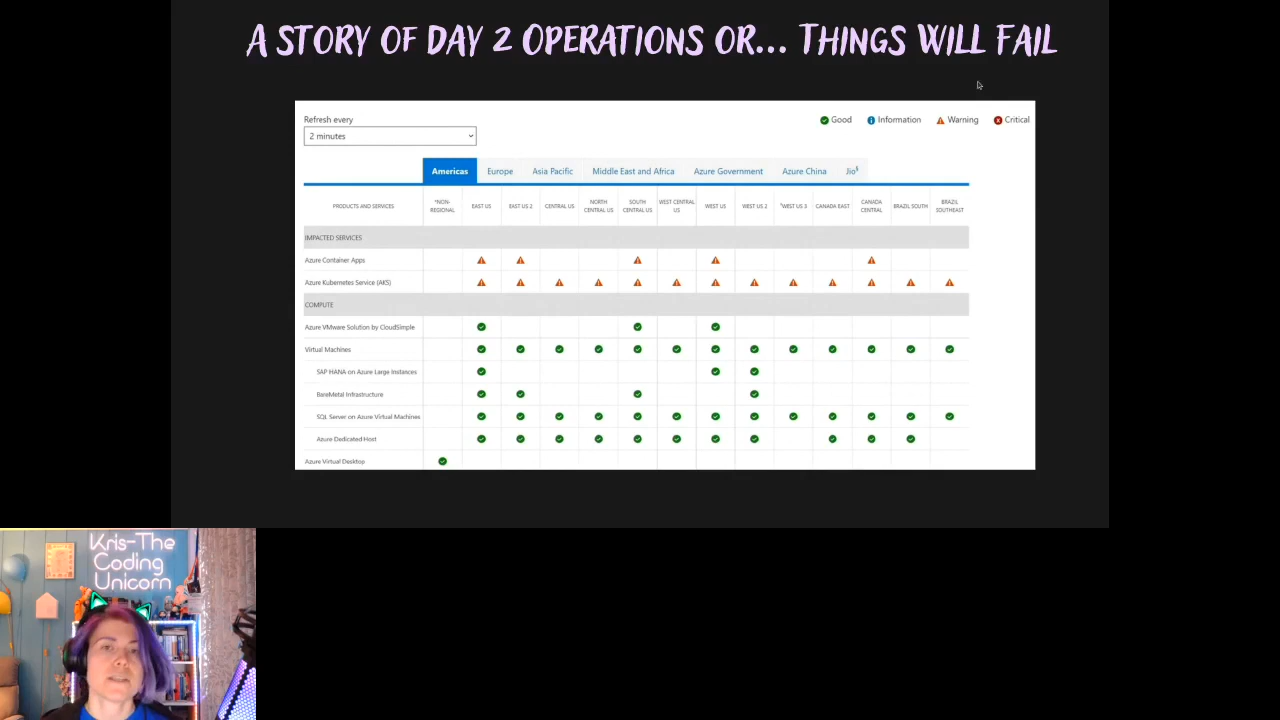 A STORY OF DAY 2 OPERATIONS OR... THINGS WILL FAIL
Refresh every
2 minutes
Good Information Warning Critical
Americas Europe Asia Pacific Middle East and Africa Azure Government Azure China Jio§
PRODUCTS AND SERVICES *NON-REGIONAL EAST US EAST US 2 CENTRAL US NORTH CENTRAL US SOUTH CENTRAL US WEST CENTRAL US WEST US WEST US 2 *WEST US 3 CANADA EAST CANADA CENTRAL BRAZIL SOUTH BRAZIL SOUTHEAST
IMPACTED SERVICES
Azure Container Apps
Azure Kubernetes Service (AKS)
COMPUTE
Azure VMware Solution by CloudSimple
Virtual Machines
SAP HANA on Azure Large Instances
BareMetal Infrastructure
SQL Server on Azure Virtual Machines
Azure Dedicated Host
Azure Virtual Desktop
Kris-The
Coding
Unicorn